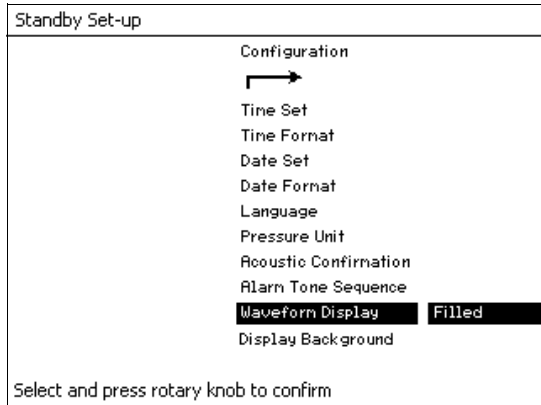 Standby Set-up
Configuration
Time Set
Time Format
Date Set
Date Format
Language
Pressure Unit
Acoustic Confirmation
Alarm Tone Sequence
Waveform Display Filled
Display Background
Select and press rotary knob to confirm